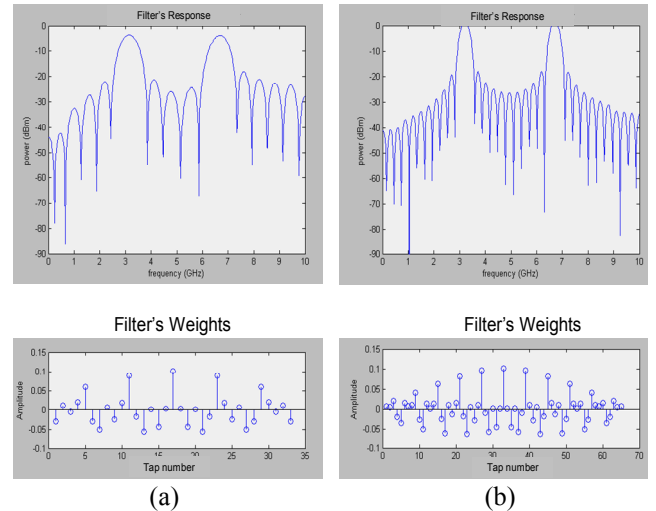 Filter's Response
Filter's Response
0
-10
-20
-30
-40
-50
-60
-70
-80
-90
power (dBm)
0 1 2 3 4 5 6 7 8 9 10
frequency (GHz)
0
-10
-20
-30
-40
-50
-60
-70
-80
-90
power (dBm)
0 1 2 3 4 5 6 7 8 9 10
frequency (GHz)
Filter's Weights
Filter's Weights
0.15
0.1
0.05
0
-0.05
-0.1
Amplitude
0 5 10 15 20 25 30 35
Tap number
0.15
0.1
0.05
0
-0.05
-0.1
Amplitude
0 10 20 30 40 50 60 70
Tap number
(a)
(b)